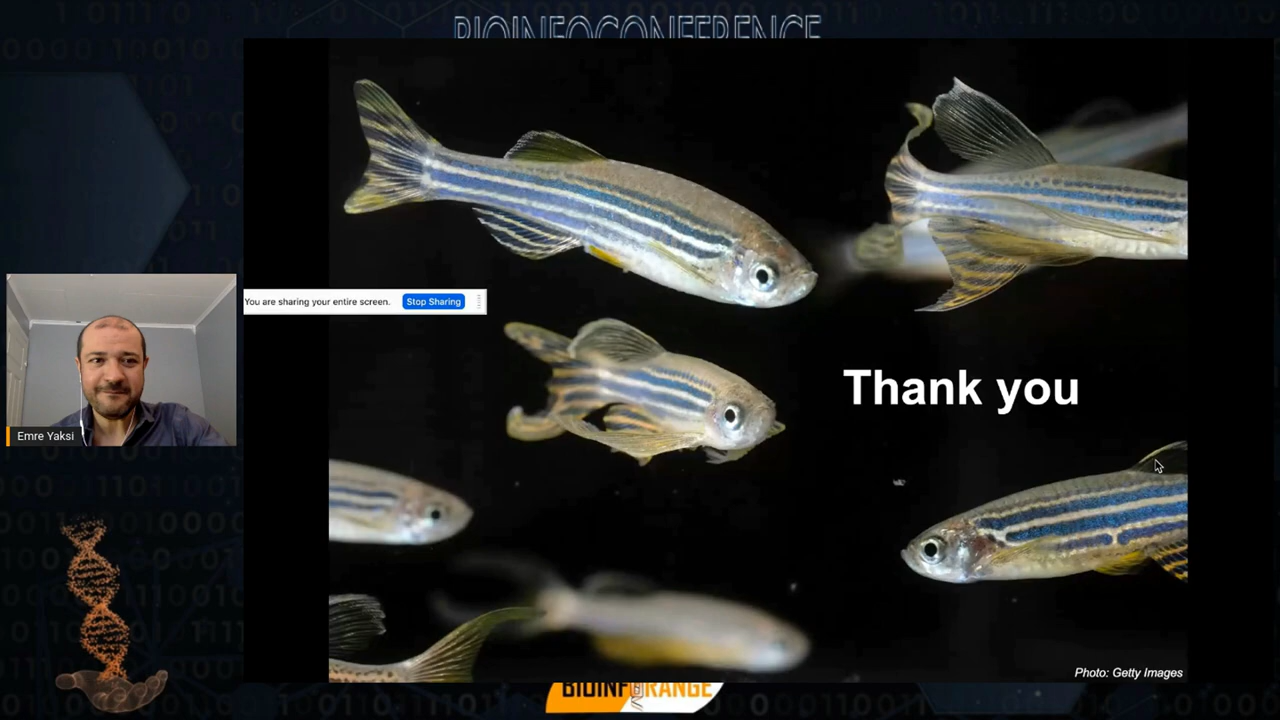 BIOINFOCONFERENCE
You are sharing your entire screen.
Stop Sharing
Thank you
Emre Yaksi
Photo: Getty Images
BIOINFORANGE